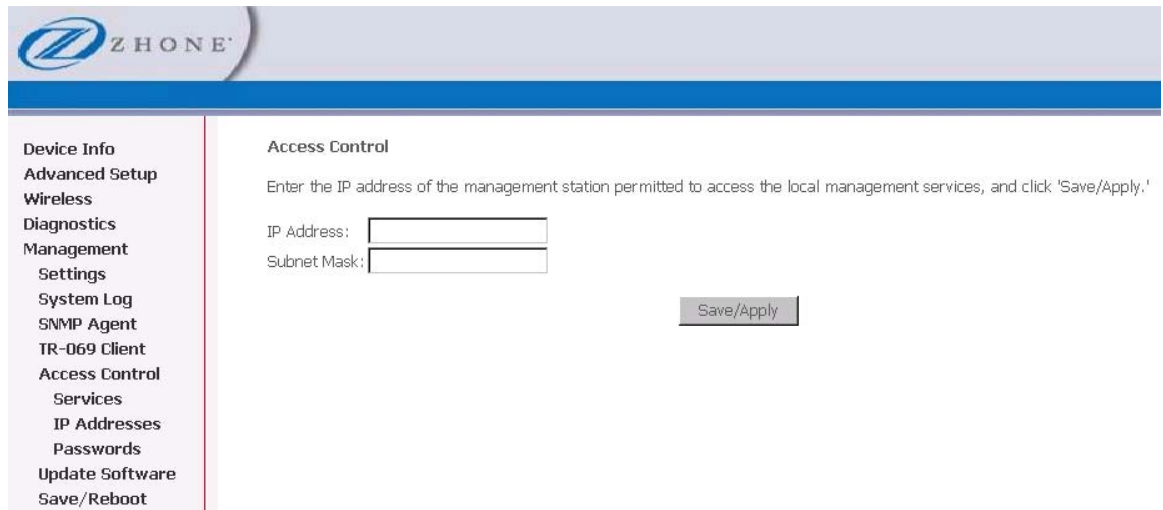 ZHONE
Device Info
Advanced Setup
Wireless
Diagnostics
Management
Settings
System Log
SNMP Agent
TR-069 Client
Access Control
Services
IP Addresses
Passwords
Update Software
Save/Reboot
Access Control
Enter the IP address of the management station permitted to access the local management services, and click 'Save/Apply.'
IP Address:
Subnet Mask:
Save/Apply